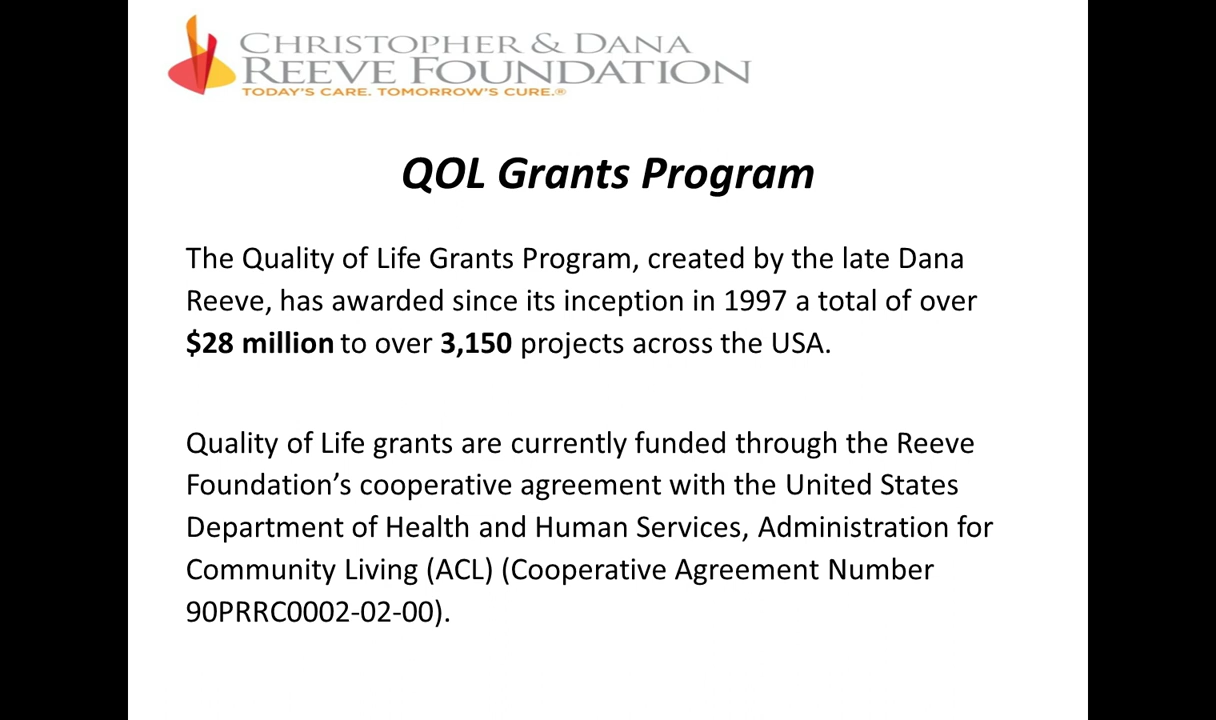 CHRISTOPHER & DANA
REEVE FOUNDATION
TODAY'S CARE. TOMORROW'S CURE.®
QOL Grants Program
The Quality of Life Grants Program, created by the late Dana
Reeve, has awarded since its inception in 1997 a total of over
$28 million to over 3,150 projects across the USA.
Quality of Life grants are currently funded through the Reeve
Foundation’s cooperative agreement with the United States
Department of Health and Human Services, Administration for
Community Living (ACL) (Cooperative Agreement Number
90PRRC0002-02-00).